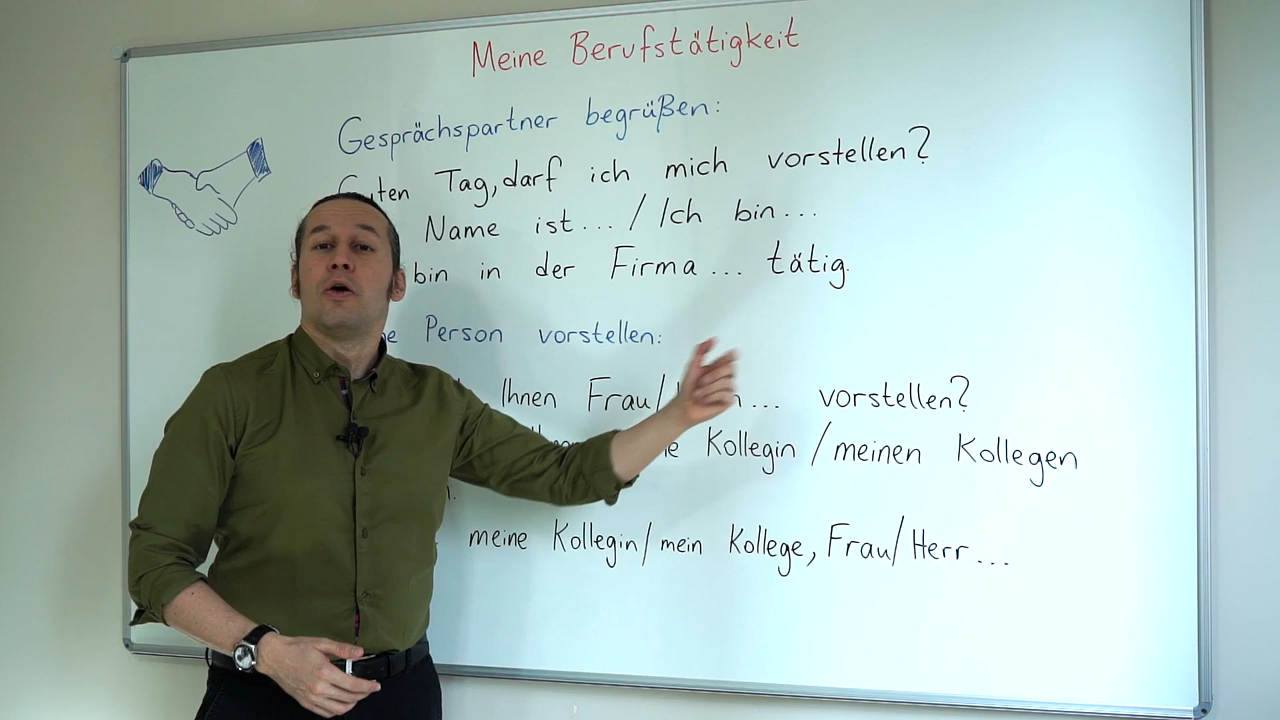 Meine Berufstätigkeit
Gesprächspartner begrüßen:
Guten Tag, darf ich mich vorstellen?
Name ist... / Ich bin...
bin in der Firma ... tätig.
Person vorstellen:
Ihnen Frau/ ... vorstellen?
Kollegin / meinen Kollegen
meine Kollegin/mein Kollege, Frau/Herr...